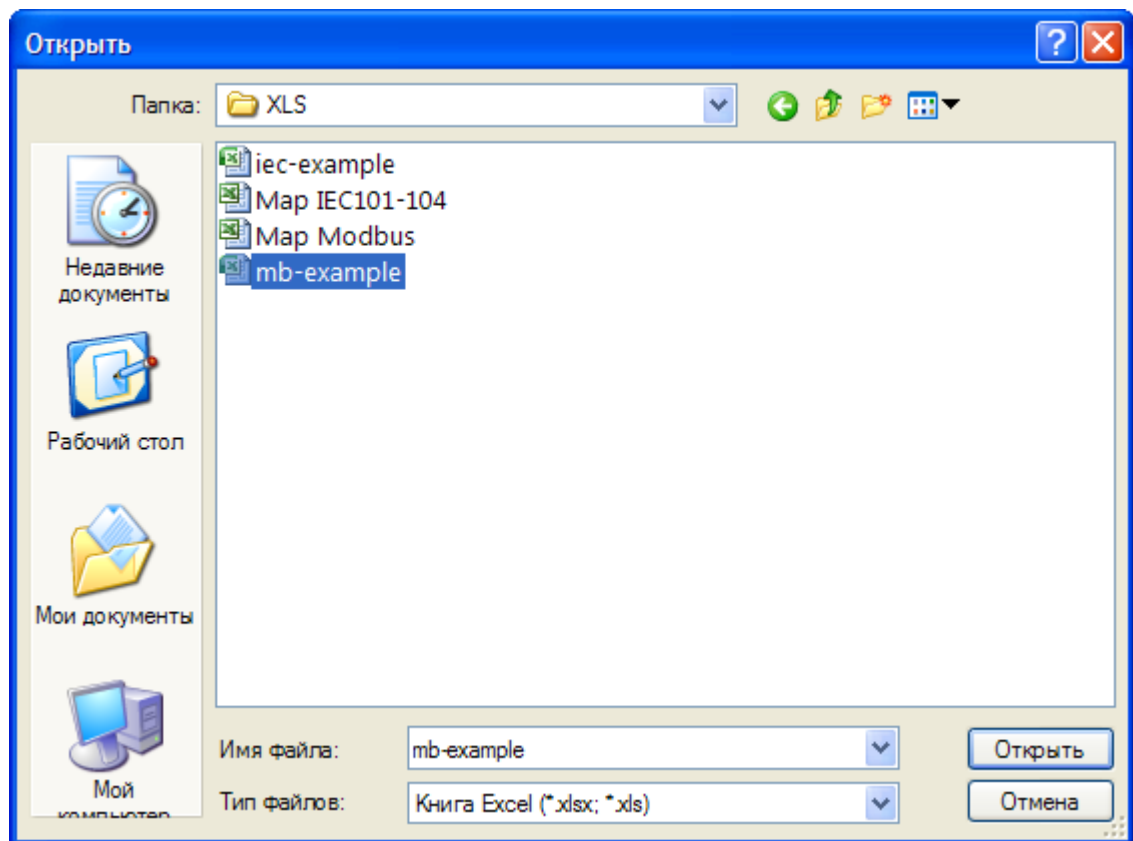 Открыть
Папка: XLS
iec-example
Map IEC101-104
Map Modbus
mb-example
Недавние
документы
Рабочий стол
Мои документы
Мой
компьютер
Имя файла: mb-example Открыть
Тип файлов: Книга Excel (*.xlsx; *.xls) Отмена